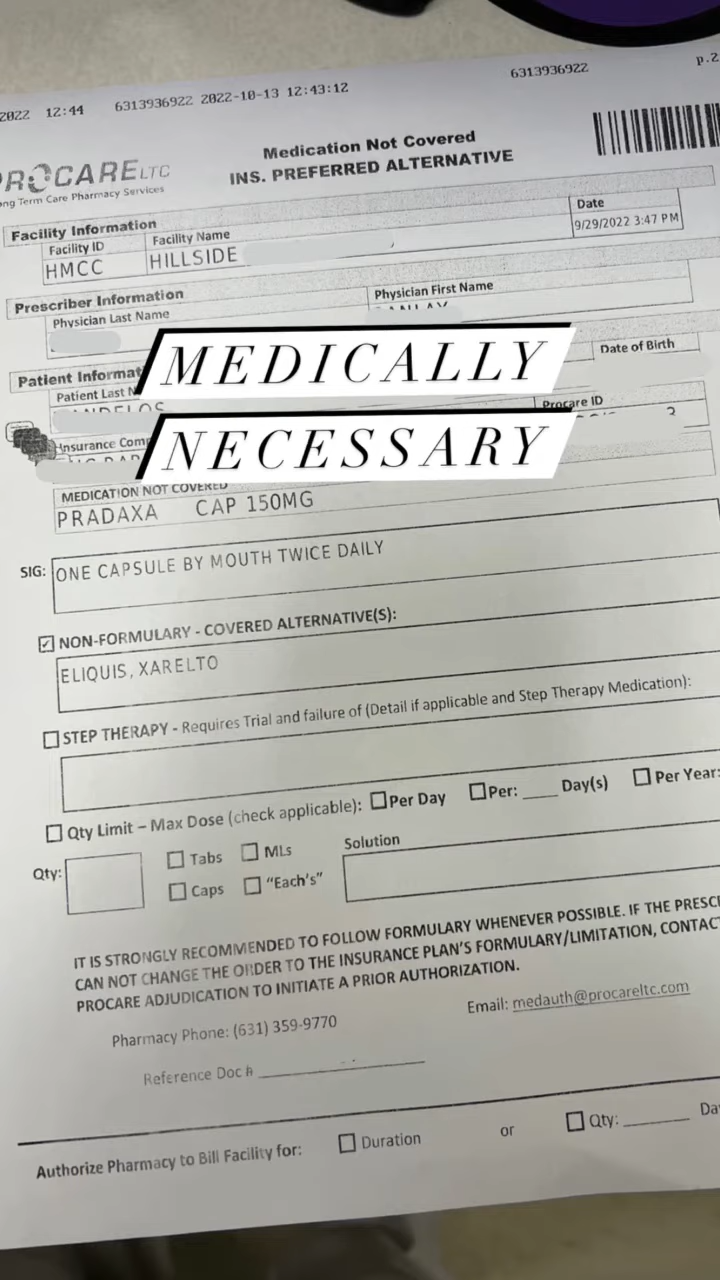 2022 12:44 6313936922 2022-10-13 12:43:12 6313936922 p.2
PROCARE LTC
Long Term Care Pharmacy Services
Medication Not Covered
INS. PREFERRED ALTERNATIVE
Facility Information
Facility ID Facility Name Date
HMCC HILLSIDE 9/29/2022 3:47 PM
Prescriber Information
Physician Last Name Physician First Name
Patient Informat
Patient Last N Date of Birth
MEDICALLY
Procare ID
Insurance Comp
NECESSARY
MEDICATION NOT COVERED
PRADAXA CAP 150MG
SIG: ONE CAPSULE BY MOUTH TWICE DAILY
NON-FORMULARY - COVERED ALTERNATIVE(S):
ELIQUIS, XARELTO
STEP THERAPY - Requires Trial and failure of (Detail if applicable and Step Therapy Medication):
Qty Limit – Max Dose (check applicable): Per Day Per: ____ Day(s) Per Year:
Qty: Tabs MLs Solution
Caps "Each's"
IT IS STRONGLY RECOMMENDED TO FOLLOW FORMULARY WHENEVER POSSIBLE. IF THE PRESC
CAN NOT CHANGE THE ORDER TO THE INSURANCE PLAN'S FORMULARY/LIMITATION, CONTACT
PROCARE ADJUDICATION TO INITIATE A PRIOR AUTHORIZATION.
Pharmacy Phone: (631) 359-9770 Email: medauth@procareltc.com
Reference Doc # ____
Authorize Pharmacy to Bill Facility for: Duration or Qty: ____ Da